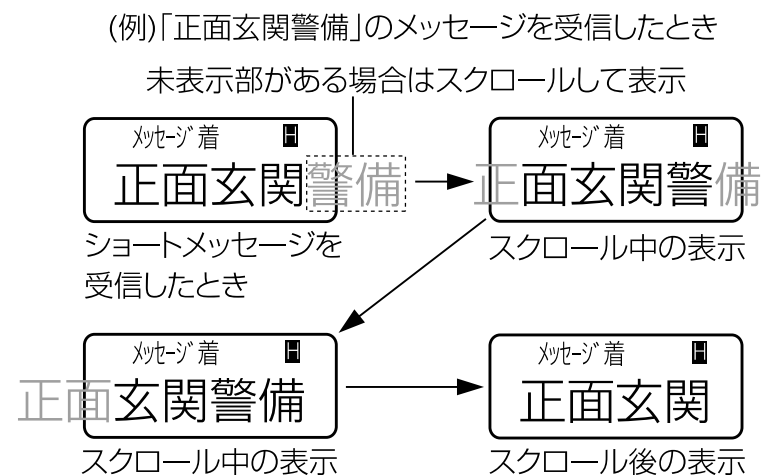 (例)「正面玄関警備」のメッセージを受信したとき
未表示部がある場合はスクロールして表示
メッセージ着 H
正面玄関警備
ショートメッセージを
受信したとき
メッセージ着 H
正面玄関警備
スクロール中の表示
メッセージ着 H
正面玄関警備
スクロール中の表示
メッセージ着 H
正面玄関
スクロール後の表示